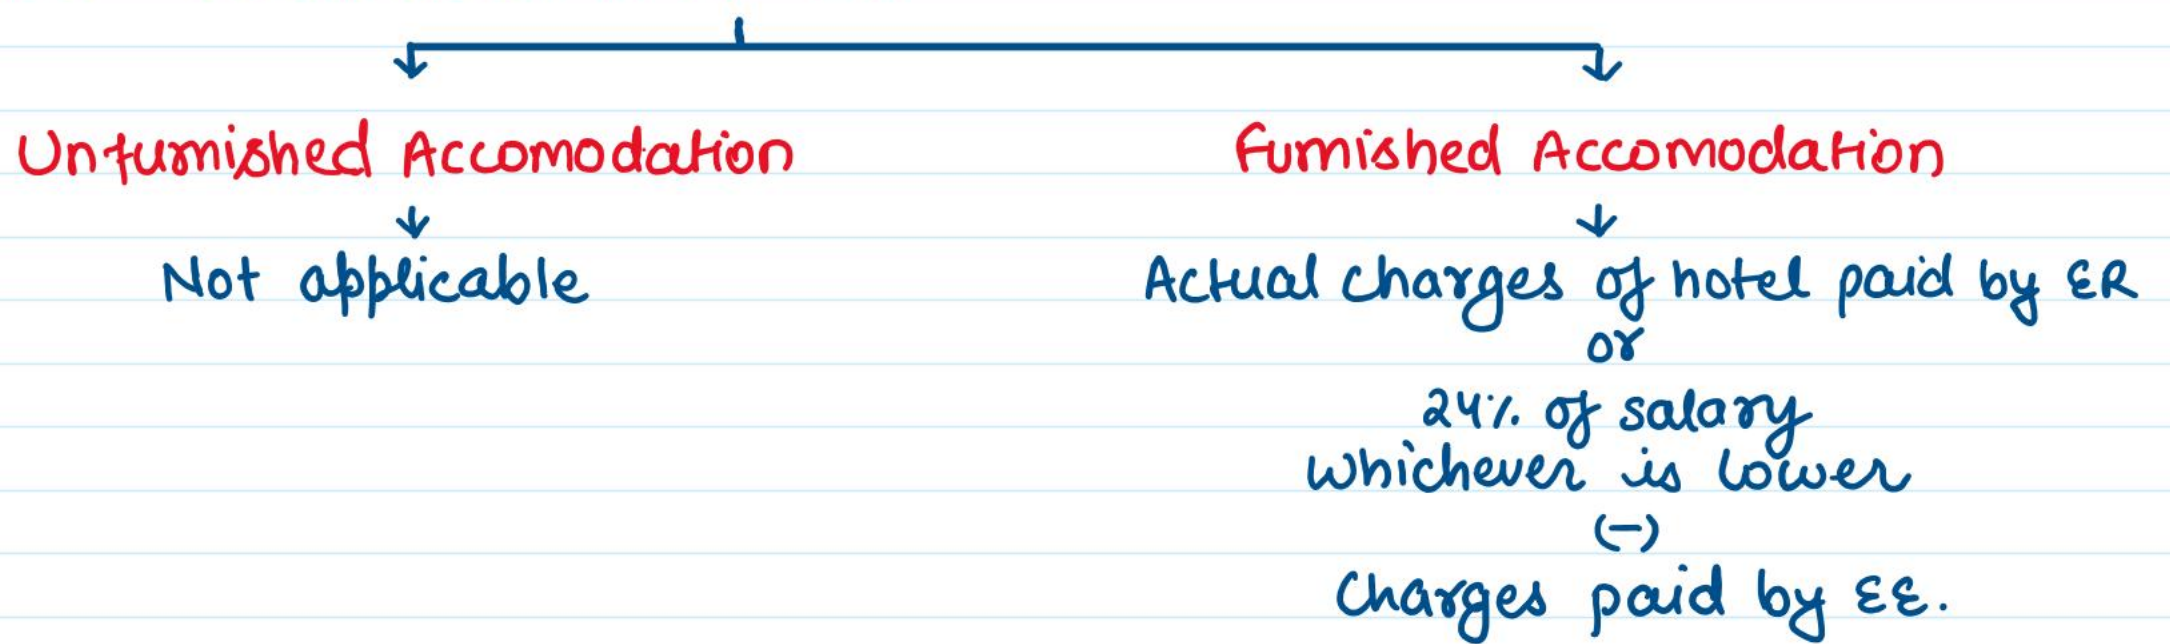 Unfurnished Accomodation
Furnished Accomodation
Not applicable
Actual charges of hotel paid by ER
or
24% of salary
whichever is lower
(-)
Charges paid by EE.